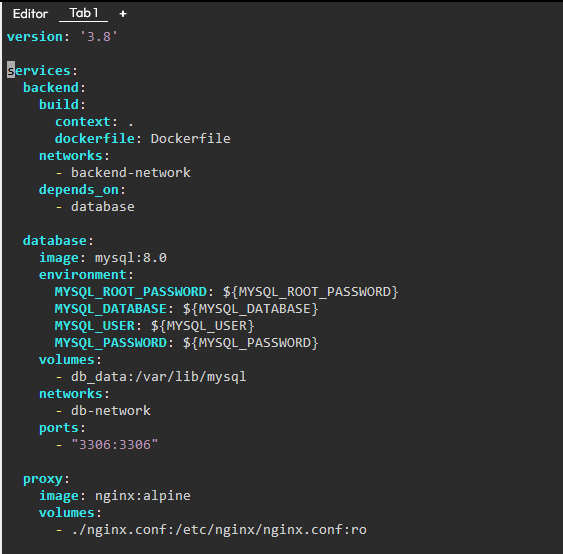 Editor Tab 1 +
version: '3.8'

services:
  backend:
    build:
      context: .
      dockerfile: Dockerfile
    networks:
      - backend-network
    depends_on:
      - database

  database:
    image: mysql:8.0
    environment:
      MYSQL_ROOT_PASSWORD: ${MYSQL_ROOT_PASSWORD}
      MYSQL_DATABASE: ${MYSQL_DATABASE}
      MYSQL_USER: ${MYSQL_USER}
      MYSQL_PASSWORD: ${MYSQL_PASSWORD}
    volumes:
      - db_data:/var/lib/mysql
    networks:
      - db-network
    ports:
      - "3306:3306"

  proxy:
    image: nginx:alpine
    volumes:
      - ./nginx.conf:/etc/nginx/nginx.conf:ro